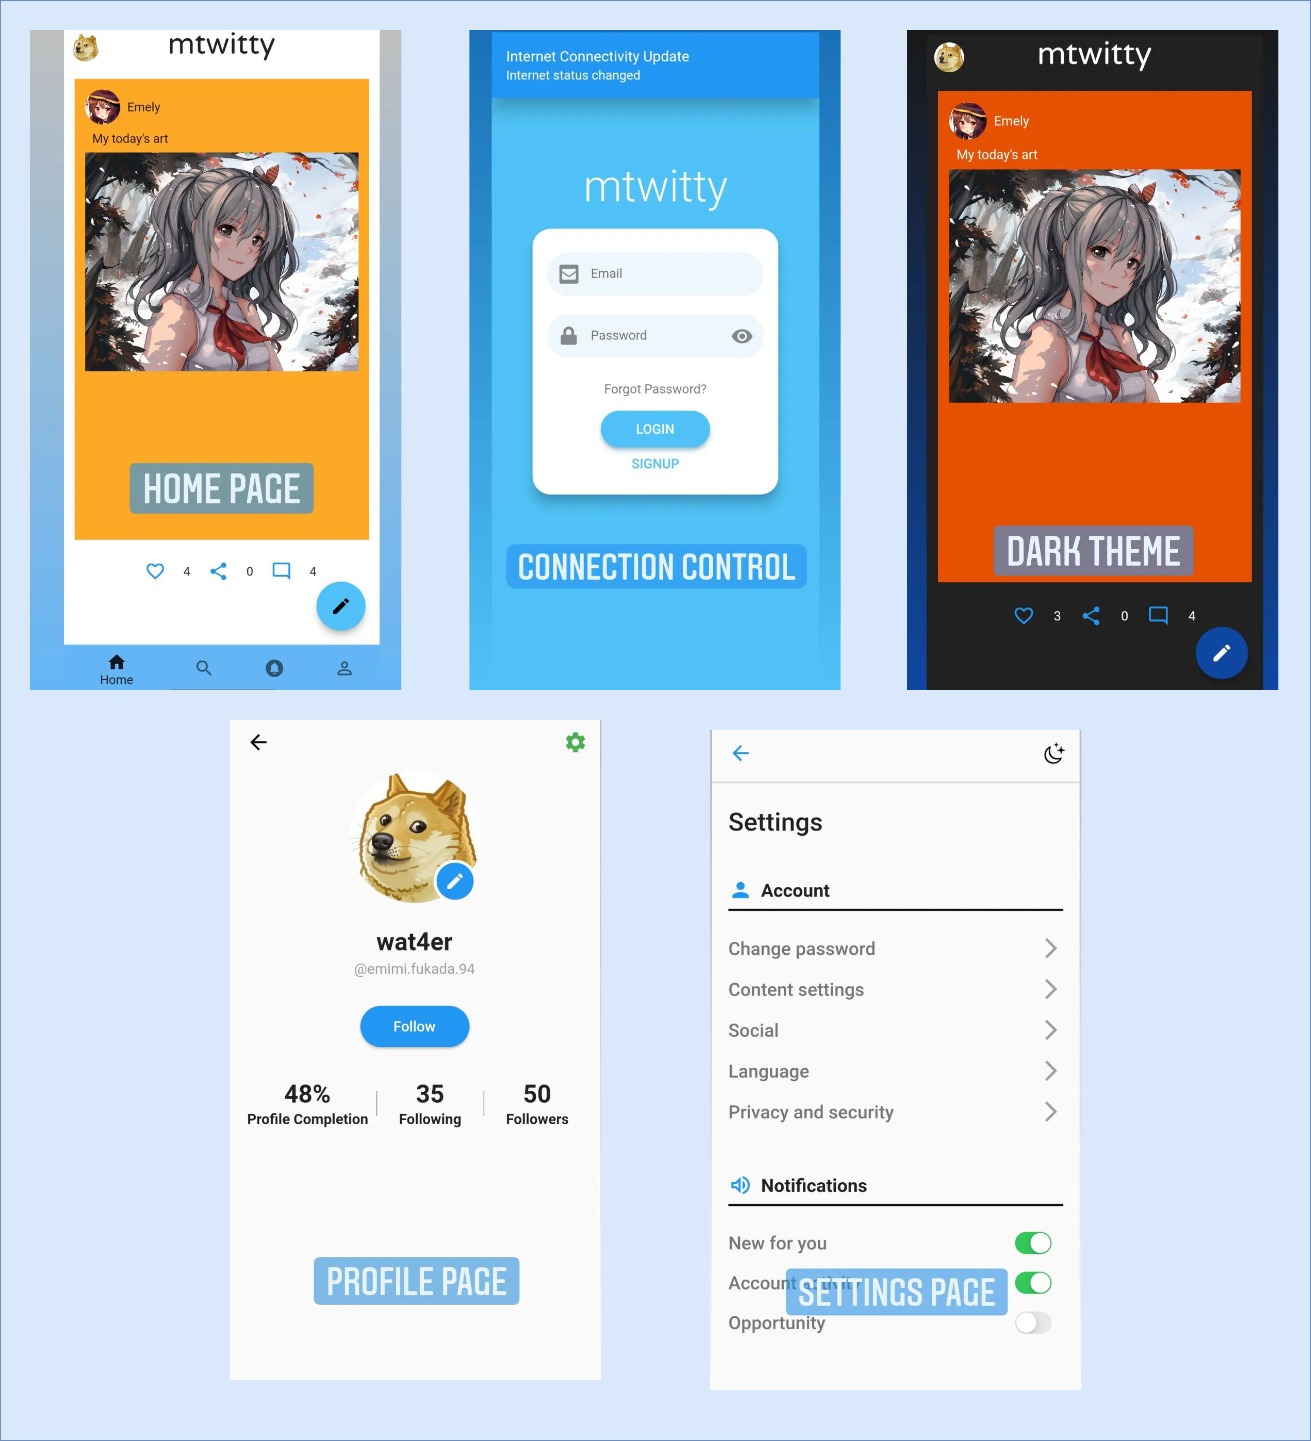 mtwitty
Emely
My today's art
HOME PAGE
4 0 4
Home
Internet Connectivity Update
Internet status changed
mtwitty
Email
Password
Forgot Password?
LOGIN
SIGNUP
CONNECTION CONTROL
mtwitty
Emely
My today's art
DARK THEME
3 0 4
wat4er
@emimi.fukada.94
Follow
48% 35 50
Profile Completion Following Followers
PROFILE PAGE
Settings
Account
Change password
Content settings
Social
Language
Privacy and security
Notifications
New for you
Account activity
SETTINGS PAGE
Opportunity